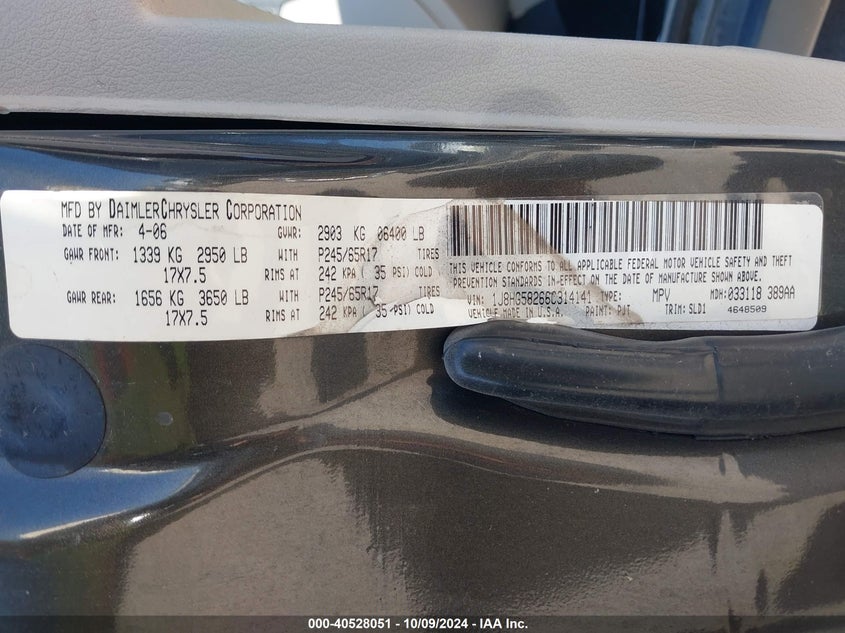 MFD BY DAIMLERCHRYSLER CORPORATION
DATE OF MFR: 4-06 GVWR: 2903 KG 06400 LB
GAWR FRONT: 1339 KG 2950 LB WITH P245/65R17 TIRES
17X7.5 RIMS AT 242 KPA ( 35 PSI) COLD
GAWR REAR: 1656 KG 3650 LB WITH P245/65R17 TIRES
17X7.5 RIMS AT 242 KPA ( 35 PSI) COLD
THIS VEHICLE CONFORMS TO ALL APPLICABLE FEDERAL MOTOR VEHICLE SAFETY AND THEFT
PREVENTION STANDARDS IN-EFFECT ON THE DATE OF MANUFACTURE SHOWN ABOVE.
VIN: 1J8HG58266C314141 TYPE: MPV MDH: 033118 389AA
VEHICLE MADE IN U.S.A. PAINT: PJT TRIM: SLD1 4648509
000-40528051 - 10/09/2024 - IAA Inc.